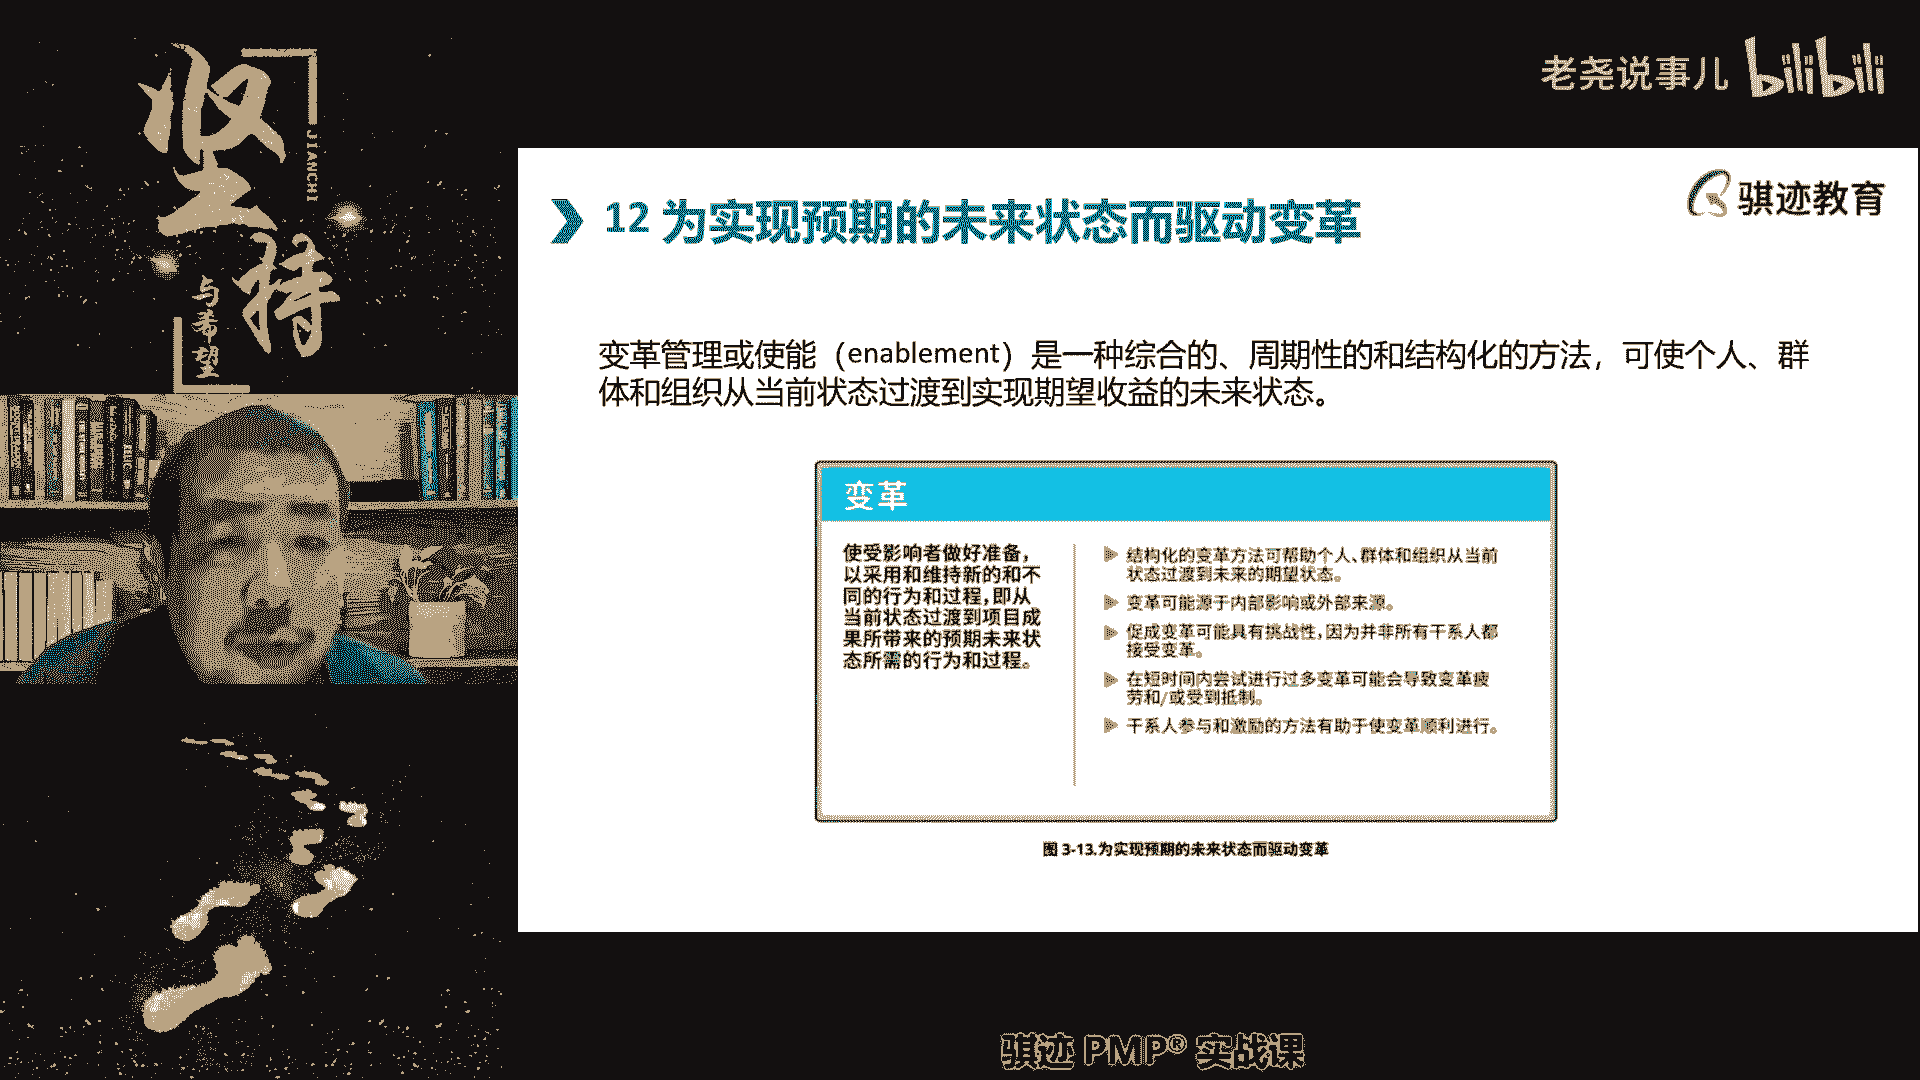 坚持
JIANCHI
与希望
老尧说事儿 bilibili
骐迹教育
12 为实现预期的未来状态而驱动变革
变革管理或使能（enablement）是一种综合的、周期性的和结构化的方法，可使个人、群
体和组织从当前状态过渡到实现期望收益的未来状态。
变革
使受影响者做好准备，
以采用和维持新的和不
同的行为和过程，即从
当前状态过渡到项目成
果所带来的预期未来状
态所需的行为和过程。
结构化的变革方法可帮助个人、群体和组织从当前
状态过渡到未来的期望状态。
变革可能源于内部影响或外部来源。
促成变革可能具有挑战性，因为并非所有干系人都
接受变革。
在短时间内尝试进行过多变革可能会导致变革疲
劳和/或受到抵制。
干系人参与和激励的方法有助于使变革顺利进行。
图 3-13.为实现预期的未来状态而驱动变革
骐迹 PMP® 实战课